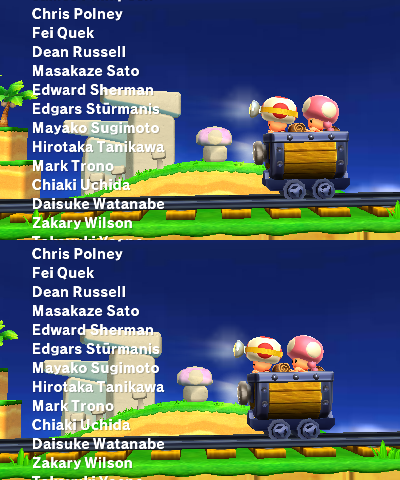 Chris Polney
Fei Quek
Dean Russell
Masakaze Sato
Edward Sherman
Edgars Stūrmanis
Mayako Sugimoto
Hirotaka Tanikawa
Mark Trono
Chiaki Uchida
Daisuke Watanabe
Zakary Wilson
Chris Polney
Fei Quek
Dean Russell
Masakaze Sato
Edward Sherman
Edgars Stūrmanis
Mayako Sugimoto
Hirotaka Tanikawa
Mark Trono
Chiaki Uchida
Daisuke Watanabe
Zakary Wilson